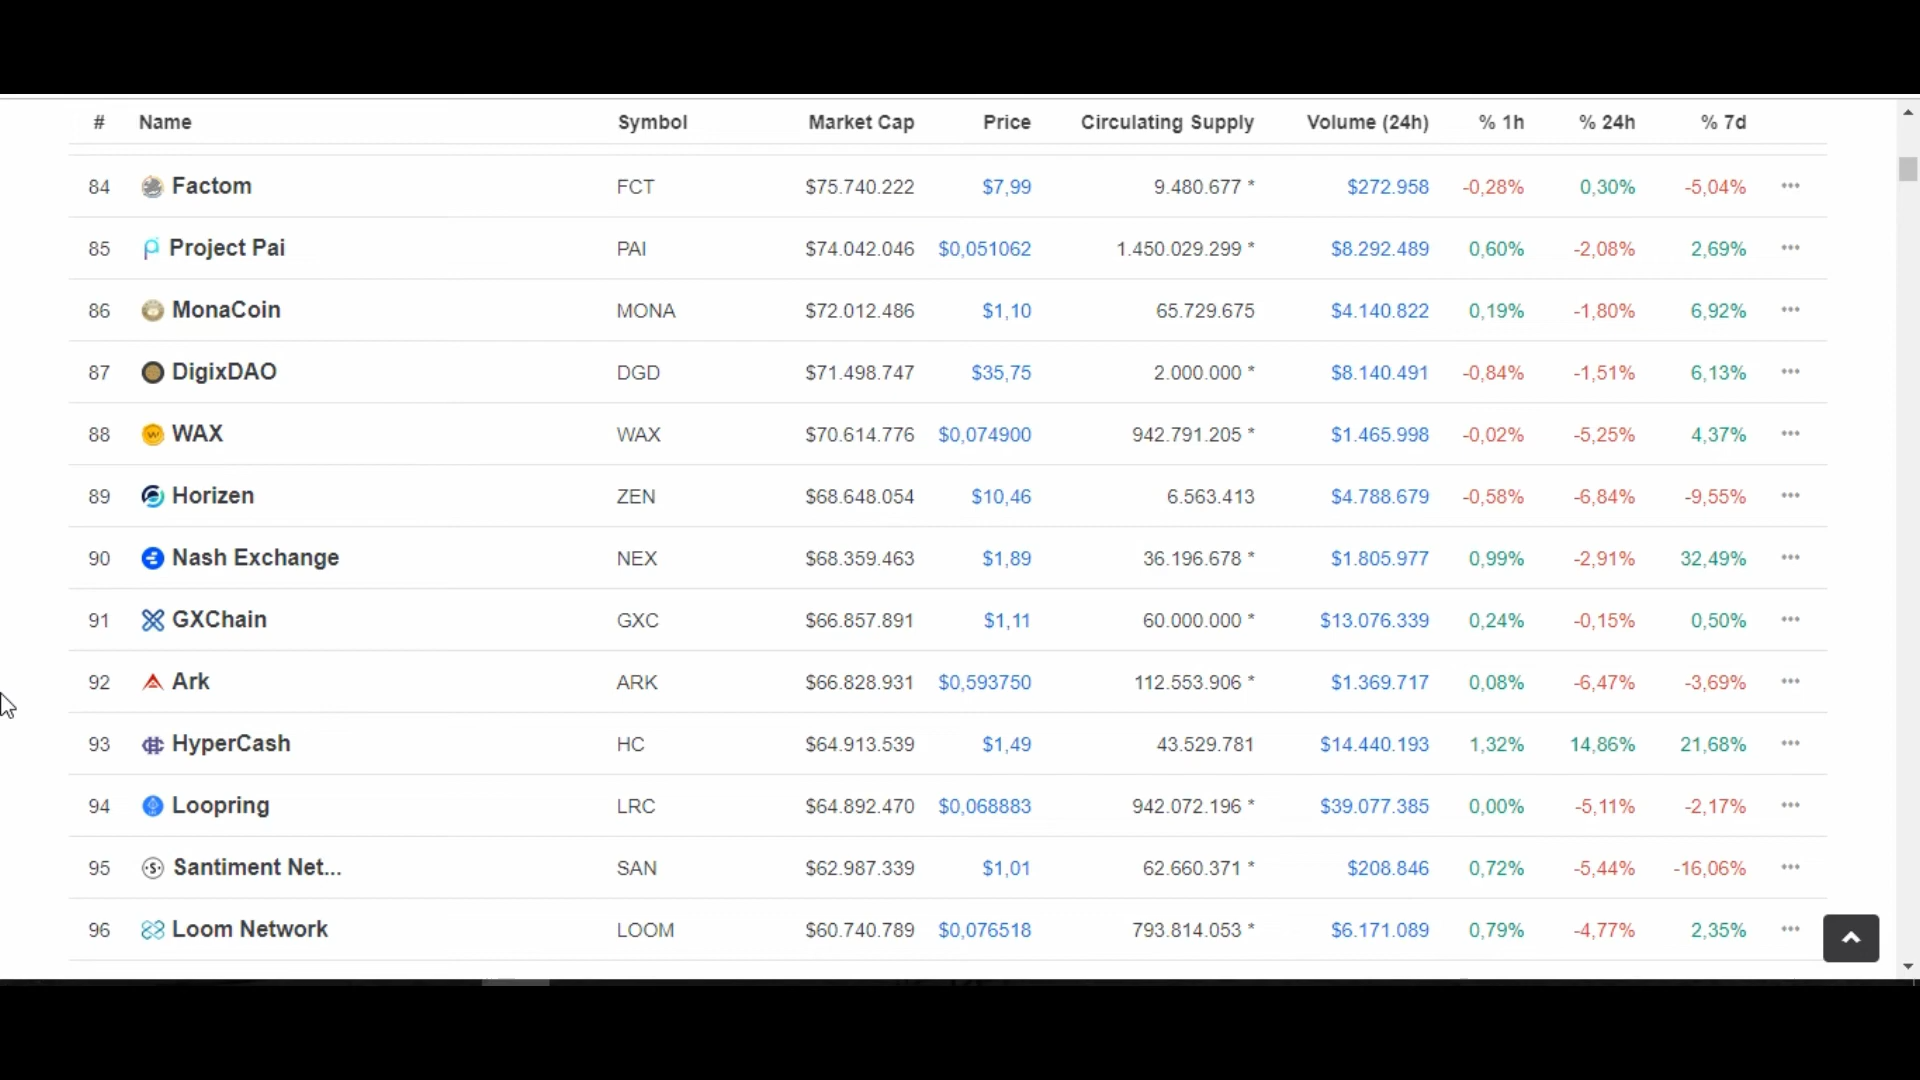 # Name Symbol Market Cap Price Circulating Supply Volume (24h) % 1h % 24h % 7d
84 Factom FCT $75.740.222 $7,99 9.480.677 * $272.958 -0,28% 0,30% -5,04% •••
85 Project Pai PAI $74.042.046 $0,051062 1.450.029.299 * $8.292.489 0,60% -2,08% 2,69% •••
86 MonaCoin MONA $72.012.486 $1,10 65.729.675 $4.140.822 0,19% -1,80% 6,92% •••
87 DigixDAO DGD $71.498.747 $35,75 2.000.000 * $8.140.491 -0,84% -1,51% 6,13% •••
88 WAX WAX $70.614.776 $0,074900 942.791.205 * $1.465.998 -0,02% -5,25% 4,37% •••
89 Horizen ZEN $68.648.054 $10,46 6.563.413 $4.788.679 -0,58% -6,84% -9,55% •••
90 Nash Exchange NEX $68.359.463 $1,89 36.196.678 * $1.805.977 0,99% -2,91% 32,49% •••
91 GXChain GXC $66.857.891 $1,11 60.000.000 * $13.076.339 0,24% -0,15% 0,50% •••
92 Ark ARK $66.828.931 $0,593750 112.553.906 * $1.369.717 0,08% -6,47% -3,69% •••
93 HyperCash HC $64.913.539 $1,49 43.529.781 $14.440.193 1,32% 14,86% 21,68% •••
94 Loopring LRC $64.892.470 $0,068883 942.072.196 * $39.077.385 0,00% -5,11% -2,17% •••
95 Santiment Net... SAN $62.987.339 $1,01 62.660.371 * $208.846 0,72% -5,44% -16,06% •••
96 Loom Network LOOM $60.740.789 $0,076518 793.814.053 * $6.171.089 0,79% -4,77% 2,35% •••